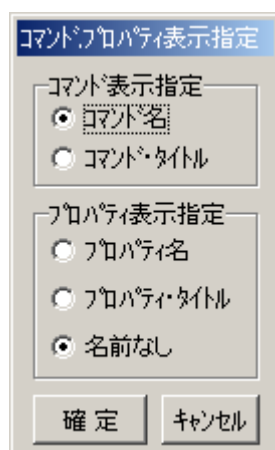 ｺﾏﾝﾄﾞ,ﾌﾟﾛﾊﾟﾃｨ表示指定
ｺﾏﾝﾄﾞ表示指定
ｺﾏﾝﾄﾞ名
ｺﾏﾝﾄﾞ・ﾀｲﾄﾙ
ﾌﾟﾛﾊﾟﾃｨ表示指定
ﾌﾟﾛﾊﾟﾃｨ名
ﾌﾟﾛﾊﾟﾃｨ・ﾀｲﾄﾙ
名前なし
確 定 ｷｬﾝｾﾙ